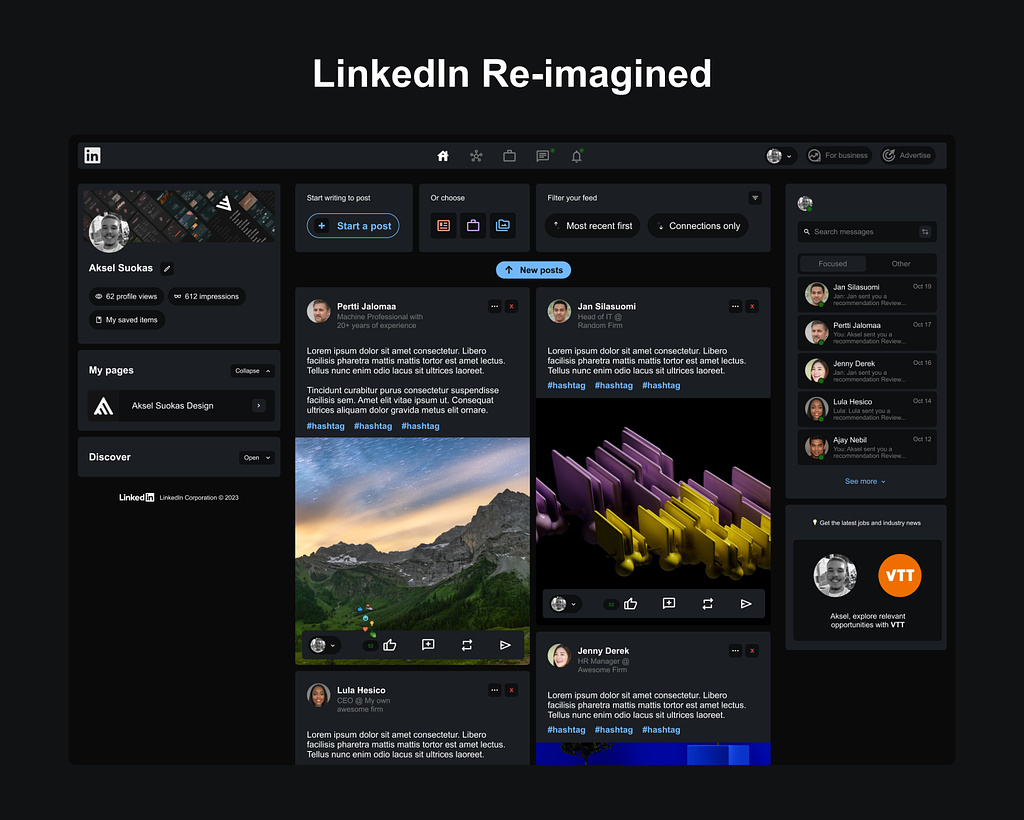 LinkedIn Re-imagined
in
For business
Advertise
Aksel Suokas
62 profile views
612 impressions
My saved items
My pages
Collapse
Aksel Suokas Design
Discover
Open
Linked in LinkedIn Corporation © 2023
Start writing to post
Start a post
Or choose
Filter your feed
Most recent first
Connections only
New posts
Pertti Jalomaa
Machine Professional with
20+ years of experience
x
Lorem ipsum dolor sit amet consectetur. Libero
facilisis pharetra mattis mattis tortor est amet lectus.
Tellus nunc enim odio lacus sit ultrices laoreet.
Tincidunt curabitur purus consectetur suspendisse
facilisis sem. Amet elit vitae ipsum ut. Consequat
ultrices aliquam dolor gravida metus elit ornare.
#hashtag #hashtag #hashtag
52
Lula Hesico
CEO @ My own
awesome firm
x
Lorem ipsum dolor sit amet consectetur. Libero
facilisis pharetra mattis mattis tortor est amet lectus.
Tellus nunc enim odio lacus sit ultrices laoreet.
Jan Silasuomi
Head of IT @
Random Firm
x
Lorem ipsum dolor sit amet consectetur. Libero
facilisis pharetra mattis mattis tortor est amet lectus.
Tellus nunc enim odio lacus sit ultrices laoreet.
#hashtag #hashtag #hashtag
52
Jenny Derek
HR Manager @
Awesome Firm
x
Lorem ipsum dolor sit amet consectetur. Libero
facilisis pharetra mattis mattis tortor est amet lectus.
Tellus nunc enim odio lacus sit ultrices laoreet.
#hashtag #hashtag #hashtag
Search messages
Focused
Other
Jan Silasuomi Oct 19
Jan: Jan sent you a
recommendation Review...
Pertti Jalomaa Oct 17
You: Aksel sent you a
recommendation Review...
Jenny Derek Oct 16
Jan: Jan sent you a
recommendation Review...
Lula Hesico Oct 14
Lula: Lula sent you a
recommendation Review...
Ajay Nebil Oct 12
You: Aksel sent you a
recommendation Review...
See more
Get the latest jobs and industry news
VTT
Aksel, explore relevant
opportunities with VTT